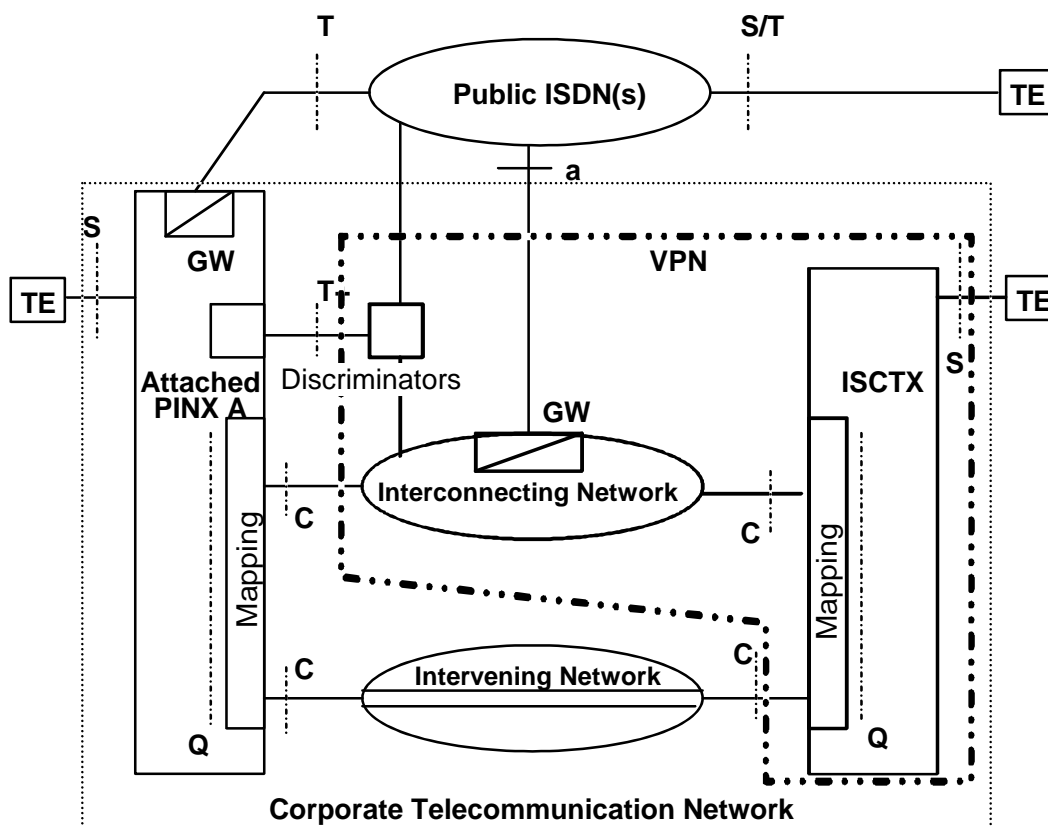 T
S/T
Public ISDN(s)
TE
a
S
GW
VPN
TE
T
TE
S
Attached
PINX A
Discriminators
ISCTX
GW
Interconnecting Network
C
C
Mapping
Mapping
C
Intervening Network
C
Q
Q
Corporate Telecommunication Network